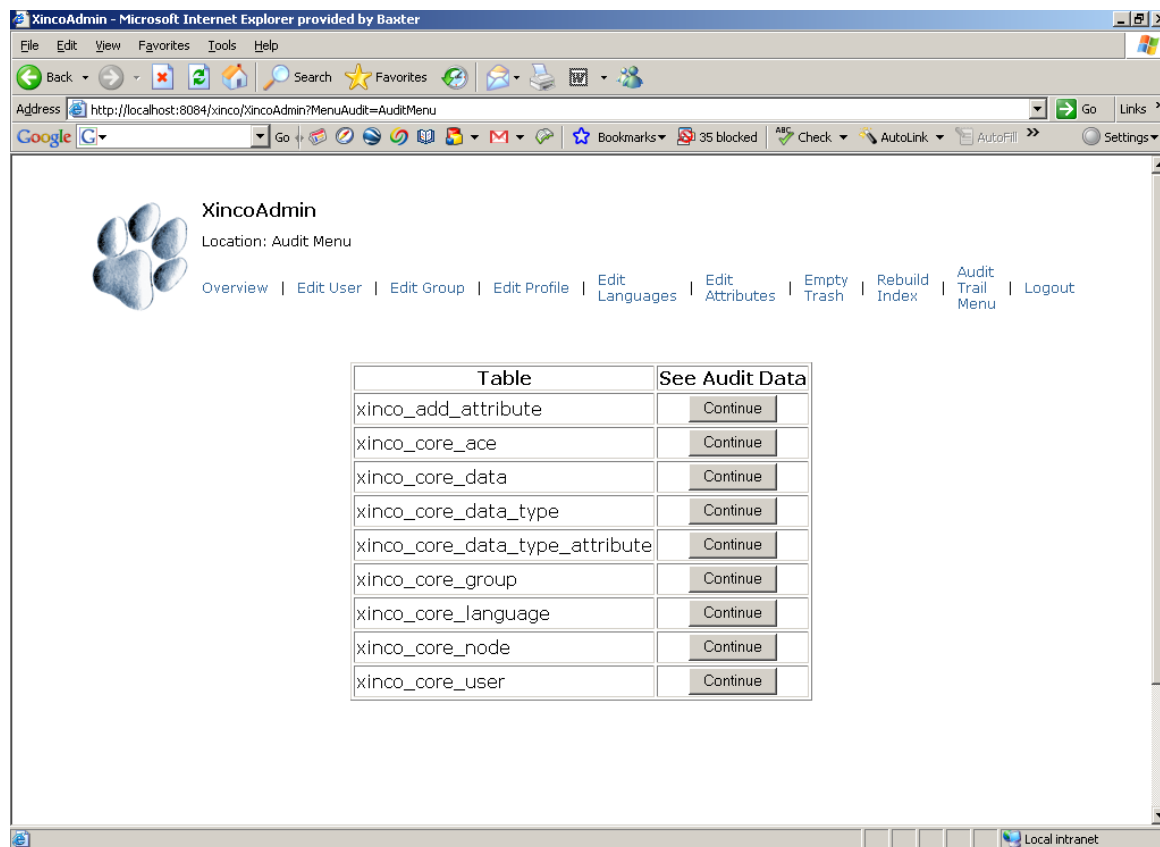 XincoAdmin - Microsoft Internet Explorer provided by Baxter
File Edit View Favorites Tools Help
Back Search Favorites
Address http://localhost:8084/xinco/XincoAdmin?MenuAudit=AuditMenu Go Links
Google G Go Bookmarks 35 blocked ABC Check AutoLink AutoFill Settings
XincoAdmin
Location: Audit Menu
Overview | Edit User | Edit Group | Edit Profile | Edit Languages | Edit Attributes | Empty Trash | Rebuild Index | Audit Trail Menu | Logout
Table See Audit Data
xinco_add_attribute Continue
xinco_core_ace Continue
xinco_core_data Continue
xinco_core_data_type Continue
xinco_core_data_type_attribute Continue
xinco_core_group Continue
xinco_core_language Continue
xinco_core_node Continue
xinco_core_user Continue
Local intranet